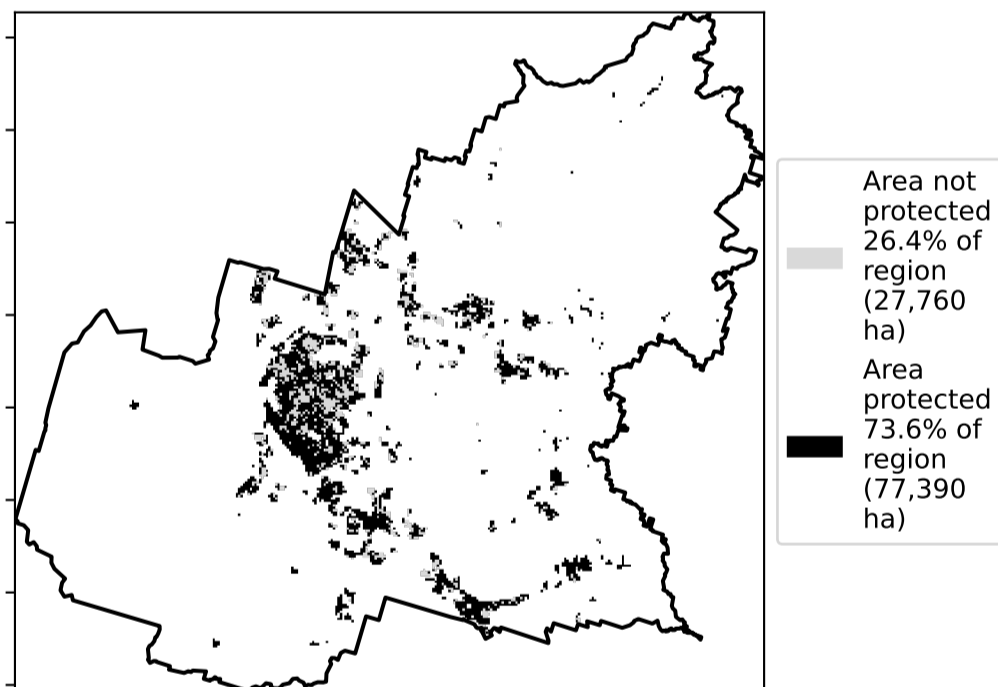 Area not
protected
26.4% of
region
(27,760
ha)
Area
protected
73.6% of
region
(77,390
ha)